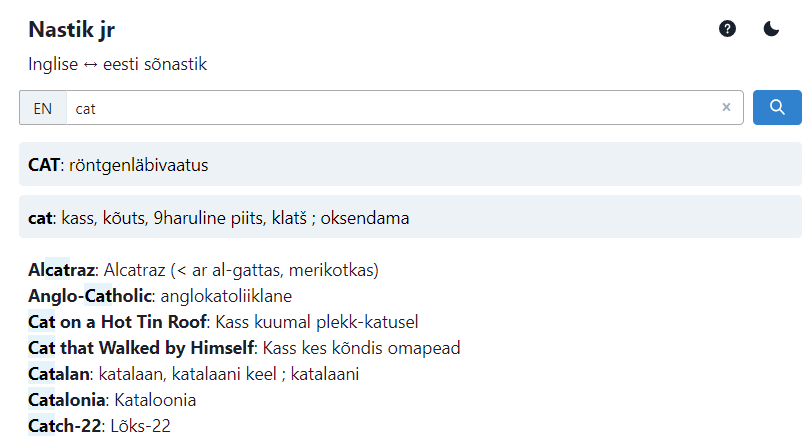 Nastik jr
Inglise ↔ eesti sõnastik
EN cat ×
CAT: röntgenläbivaatus
cat: kass, kõuts, 9haruline piits, klatš ; oksendama
Alcatraz: Alcatraz (< ar al-gattas, merikotkas)
Anglo-Catholic: anglokatoliiklane
Cat on a Hot Tin Roof: Kass kuumal plekk-katusel
Cat that Walked by Himself: Kass kes kõndis omapead
Catalan: katalaan, katalaani keel ; katalaani
Catalonia: Kataloonia
Catch-22: Lõks-22